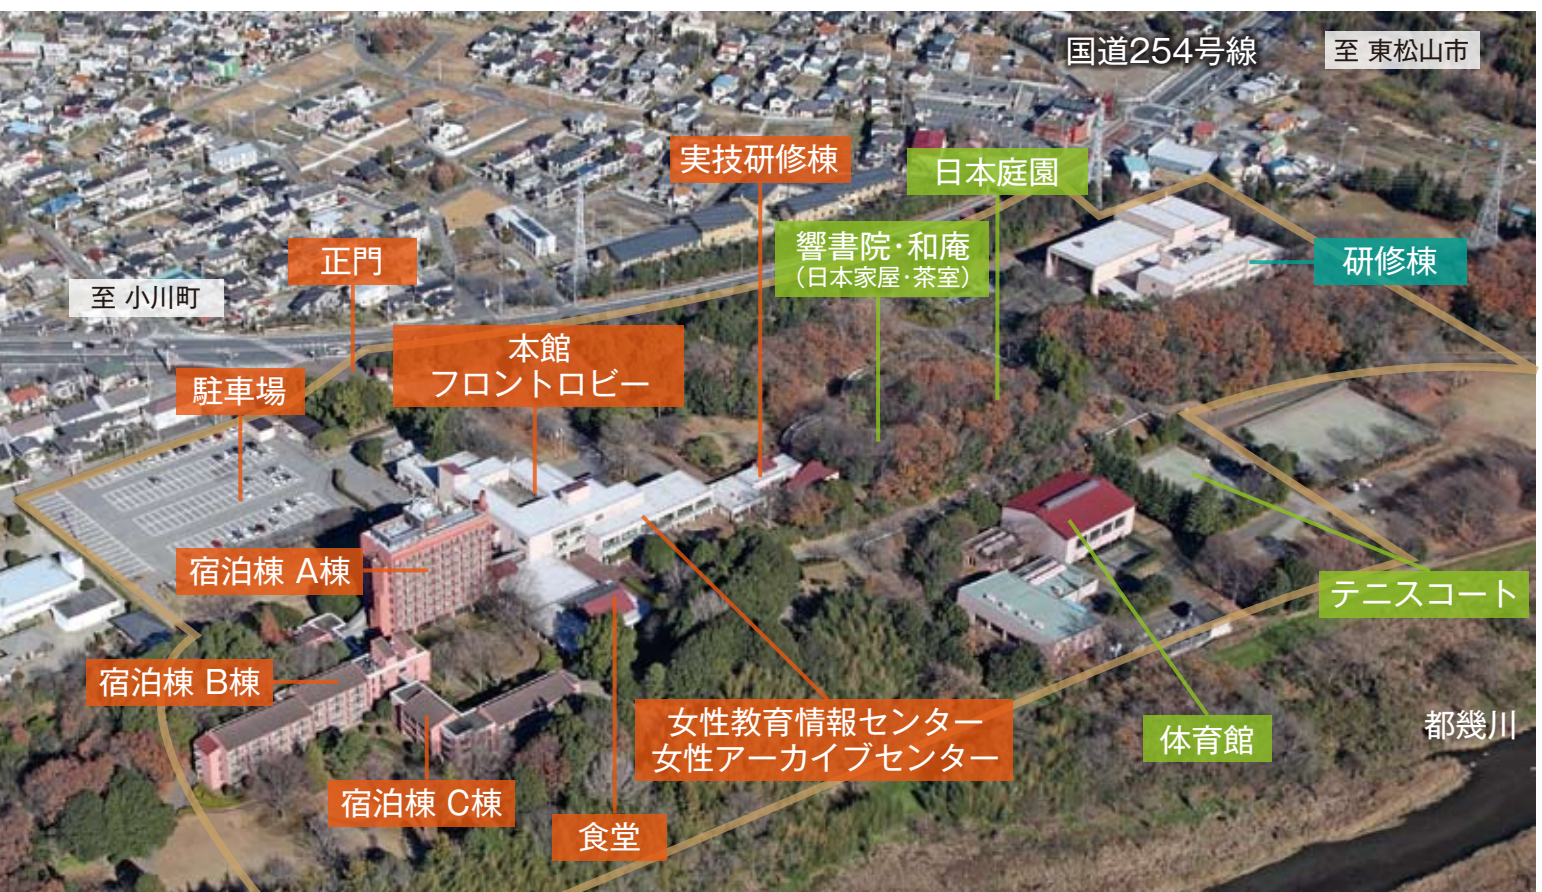 国道254号線
至 東松山市
実技研修棟
日本庭園
響書院・和庵
（日本家屋・茶室）
正門
研修棟
至 小川町
本館
フロントロビー
駐車場
宿泊棟 A棟
テニスコート
宿泊棟 B棟
女性教育情報センター
女性アーカイブセンター
体育館
都幾川
宿泊棟 C棟
食堂